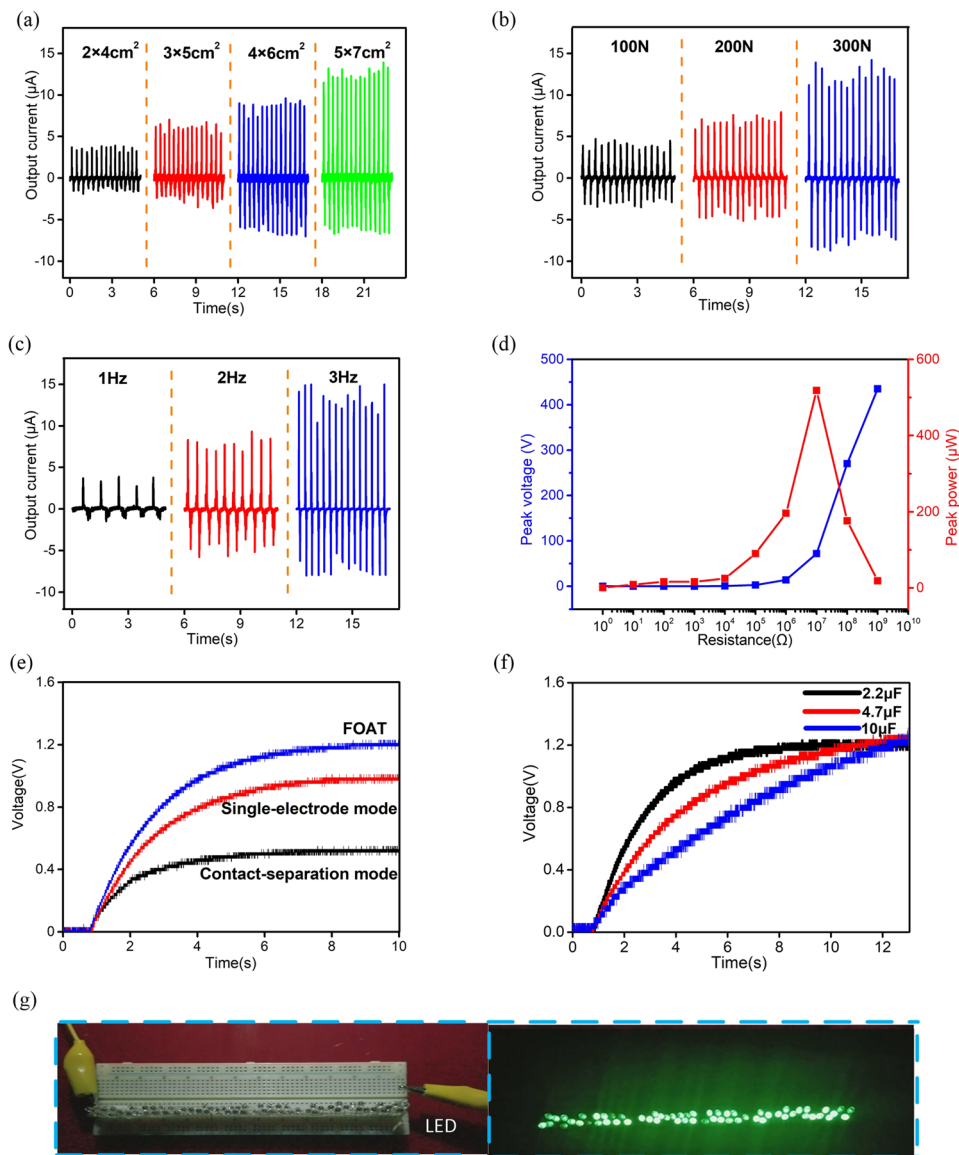 (a)
2×4cm² 3×5cm² 4×6cm² 5×7cm²
Output current (μA)
15
10
5
0
-5
-10
0 3 6 9 12 15 18 21
Time(s)
(b)
100N 200N 300N
Output current (μA)
15
10
5
0
-5
-10
0 3 6 9 12 15
Time(s)
(c)
1Hz 2Hz 3Hz
Output current (μA)
15
10
5
0
-5
-10
0 3 6 9 12 15
Time(s)
(d)
Peak voltage (V)
500
450
400
350
300
250
200
150
100
50
0
Peak power (μW)
600
400
200
0
10⁰ 10¹ 10² 10³ 10⁴ 10⁵ 10⁶ 10⁷ 10⁸ 10⁹ 10¹⁰
Resistance(Ω)
(e)
Voltage(V)
1.6
1.2
0.8
0.4
0
FOAT
Single-electrode mode
Contact-separation mode
0 2 4 6 8 10
Time(s)
(f)
Voltage(V)
1.6
1.2
0.8
0.4
0.0
2.2μF
4.7μF
10μF
0 2 4 6 8 10 12
Time(s)
(g)
LED